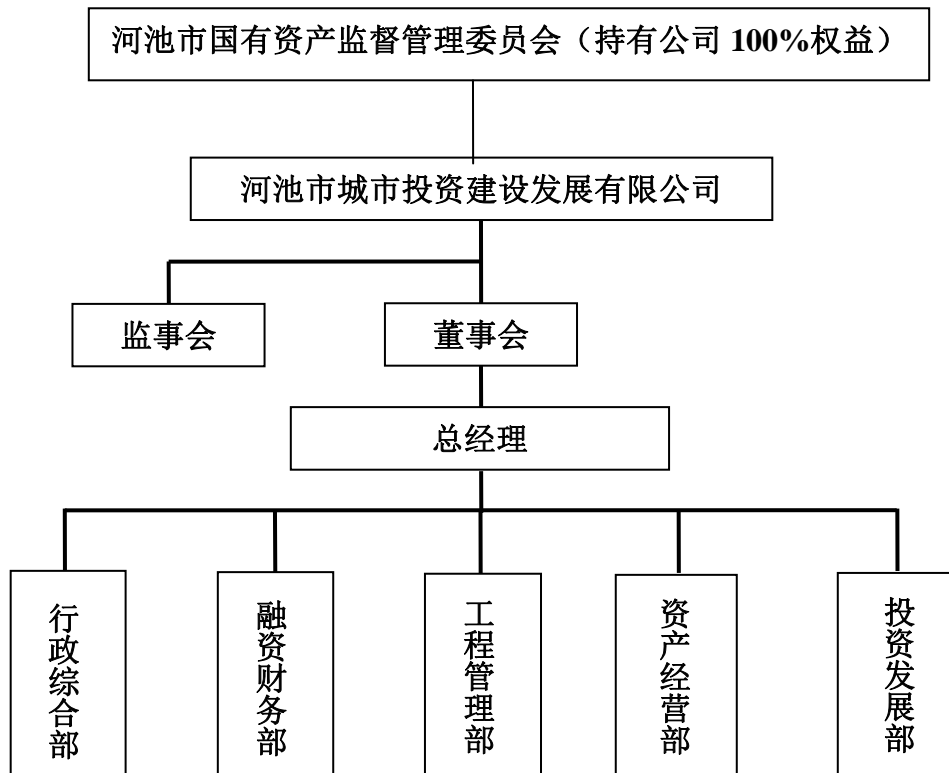 河池市国有资产监督管理委员会（持有公司 100%权益）
河池市城市投资建设发展有限公司
监事会
董事会
总经理
行政综合部
融资财务部
工程管理部
资产经营部
投资发展部